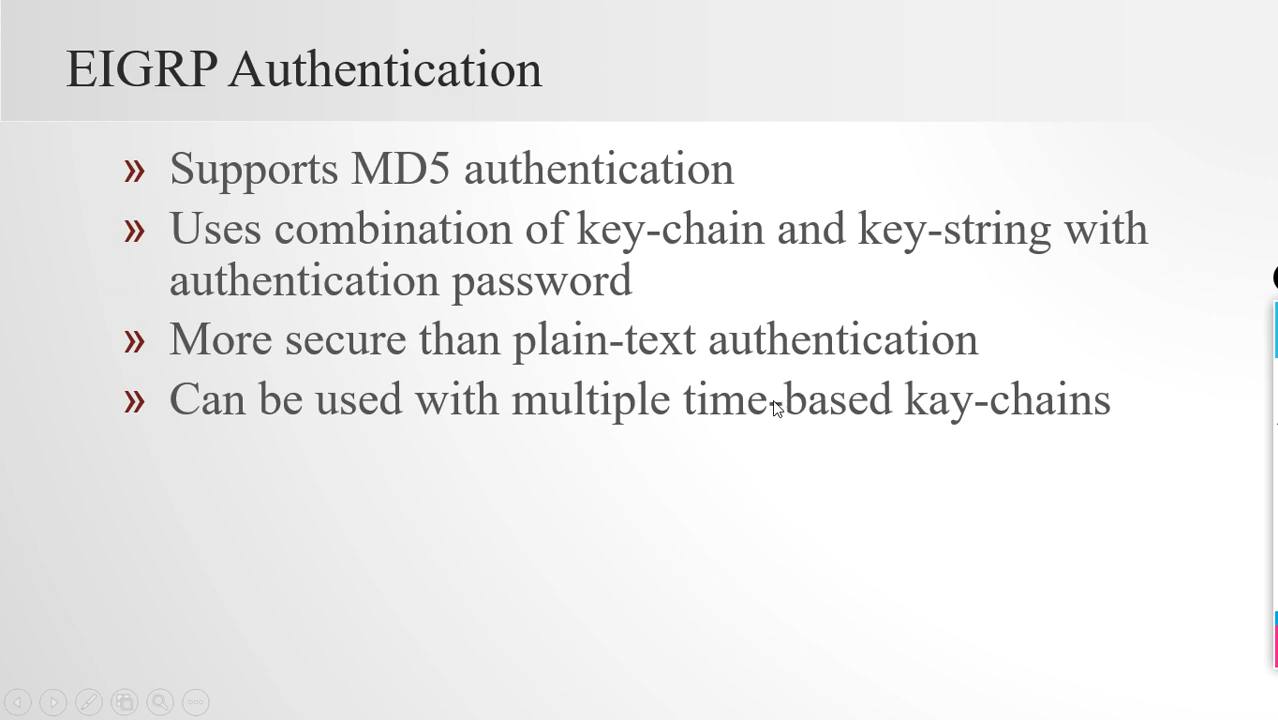 EIGRP Authentication
» Supports MD5 authentication
» Uses combination of key-chain and key-string with
authentication password
» More secure than plain-text authentication
» Can be used with multiple time-based kay-chains